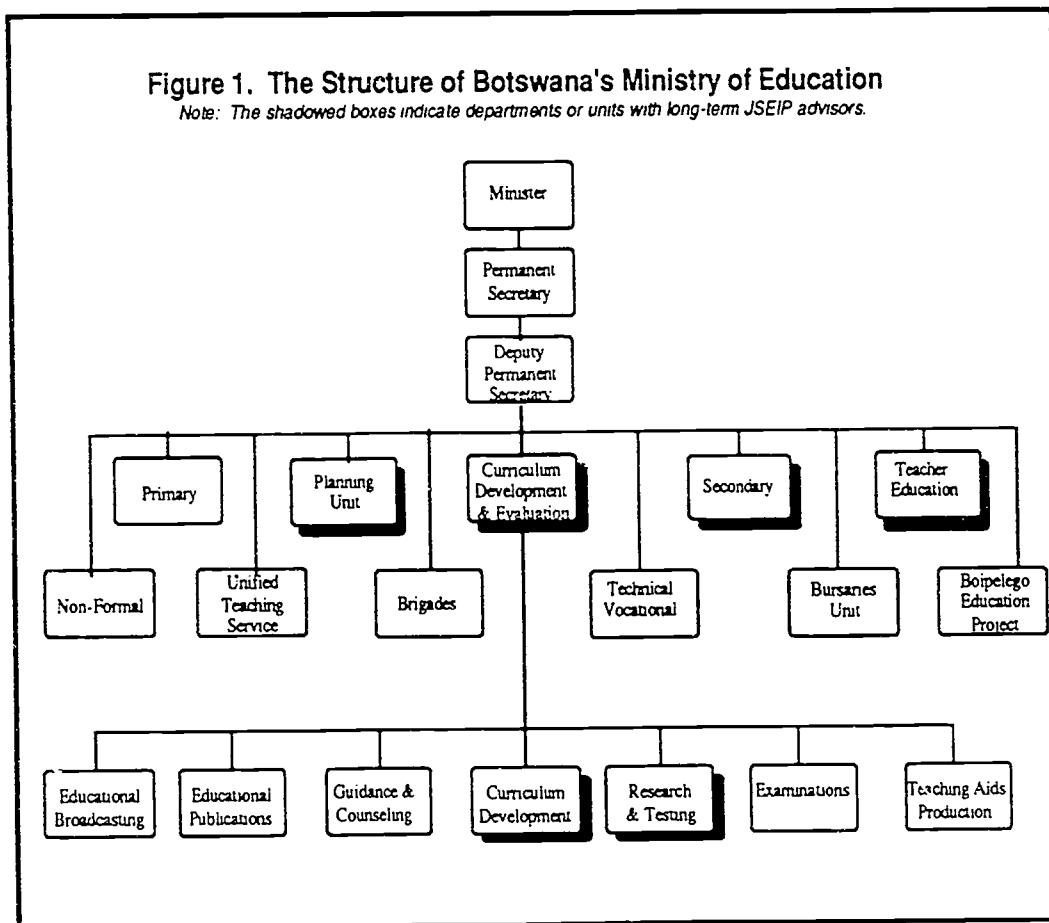 Figure 1. The Structure of Botswana's Ministry of Education
Note: The shadowed boxes indicate departments or units with long-term JSEIP advisors.
Minister
Permanent
Secretary
Deputy
Permanent
Secretary
Primary
Planning
Unit
Curriculum
Development
& Evaluation
Secondary
Teacher
Education
Non-Formal
Unified
Teaching
Service
Brigades
Technical
Vocational
Bursaries
Unit
Boipelego
Education
Project
Educational
Broadcasting
Educational
Publications
Guidance &
Counseling
Curriculum
Development
Research
& Testing
Examinations
Teaching Aids
Production